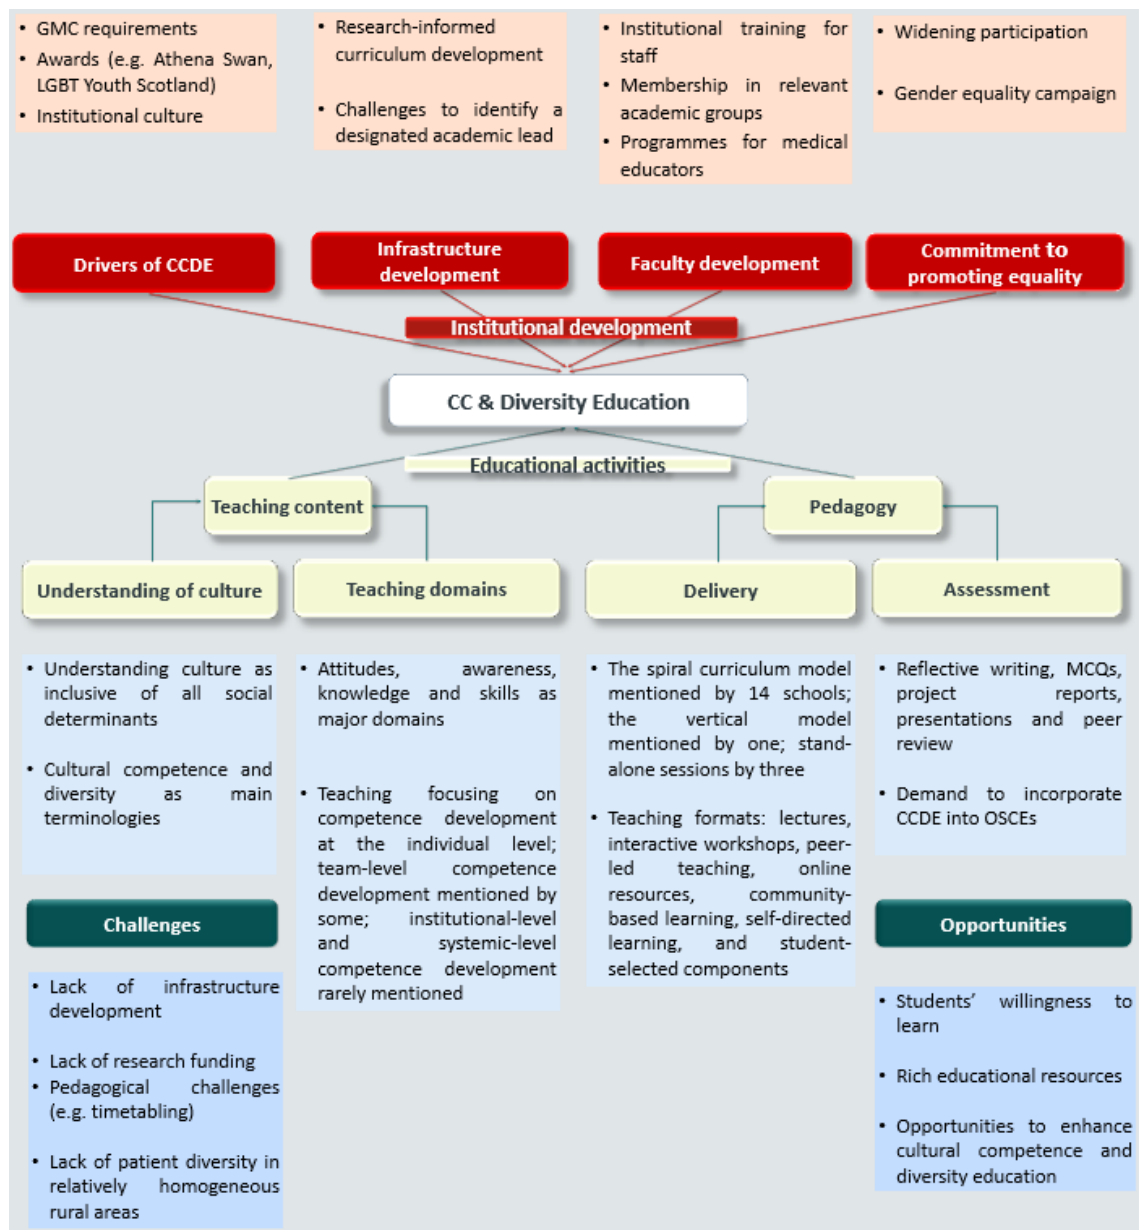 • GMC requirements
• Awards (e.g. Athena Swan,
LGBT Youth Scotland)
• Institutional culture
• Research-informed
curriculum development
• Challenges to identify a
designated academic lead
• Institutional training for
staff
• Membership in relevant
academic groups
• Programmes for medical
educators
• Widening participation
• Gender equality campaign
Drivers of CCDE
Infrastructure
development
Faculty development
Commitment to
promoting equality
Institutional development
CC & Diversity Education
Educational activities
Teaching content
Pedagogy
Understanding of culture
Teaching domains
Delivery
Assessment
• Understanding culture as
inclusive of all social
determinants
• Cultural competence and
diversity as main
terminologies
• Attitudes, awareness,
knowledge and skills as
major domains
• Teaching focusing on
competence development
at the individual level;
team-level competence
development mentioned by
some; institutional-level
and systemic-level
competence development
rarely mentioned
• The spiral curriculum model
mentioned by 14 schools;
the vertical model
mentioned by one; stand-
alone sessions by three
• Teaching formats: lectures,
interactive workshops, peer-
led teaching, online
resources, community-
based learning, self-directed
learning, and student-
selected components
• Reflective writing, MCQs,
project reports,
presentations and peer
review
• Demand to incorporate
CCDE into OSCEs
Challenges
• Lack of infrastructure
development
• Lack of research funding
• Pedagogical challenges
(e.g. timetabling)
• Lack of patient diversity in
relatively homogeneous
rural areas
Opportunities
• Students' willingness to
learn
• Rich educational resources
• Opportunities to enhance
cultural competence and
diversity education